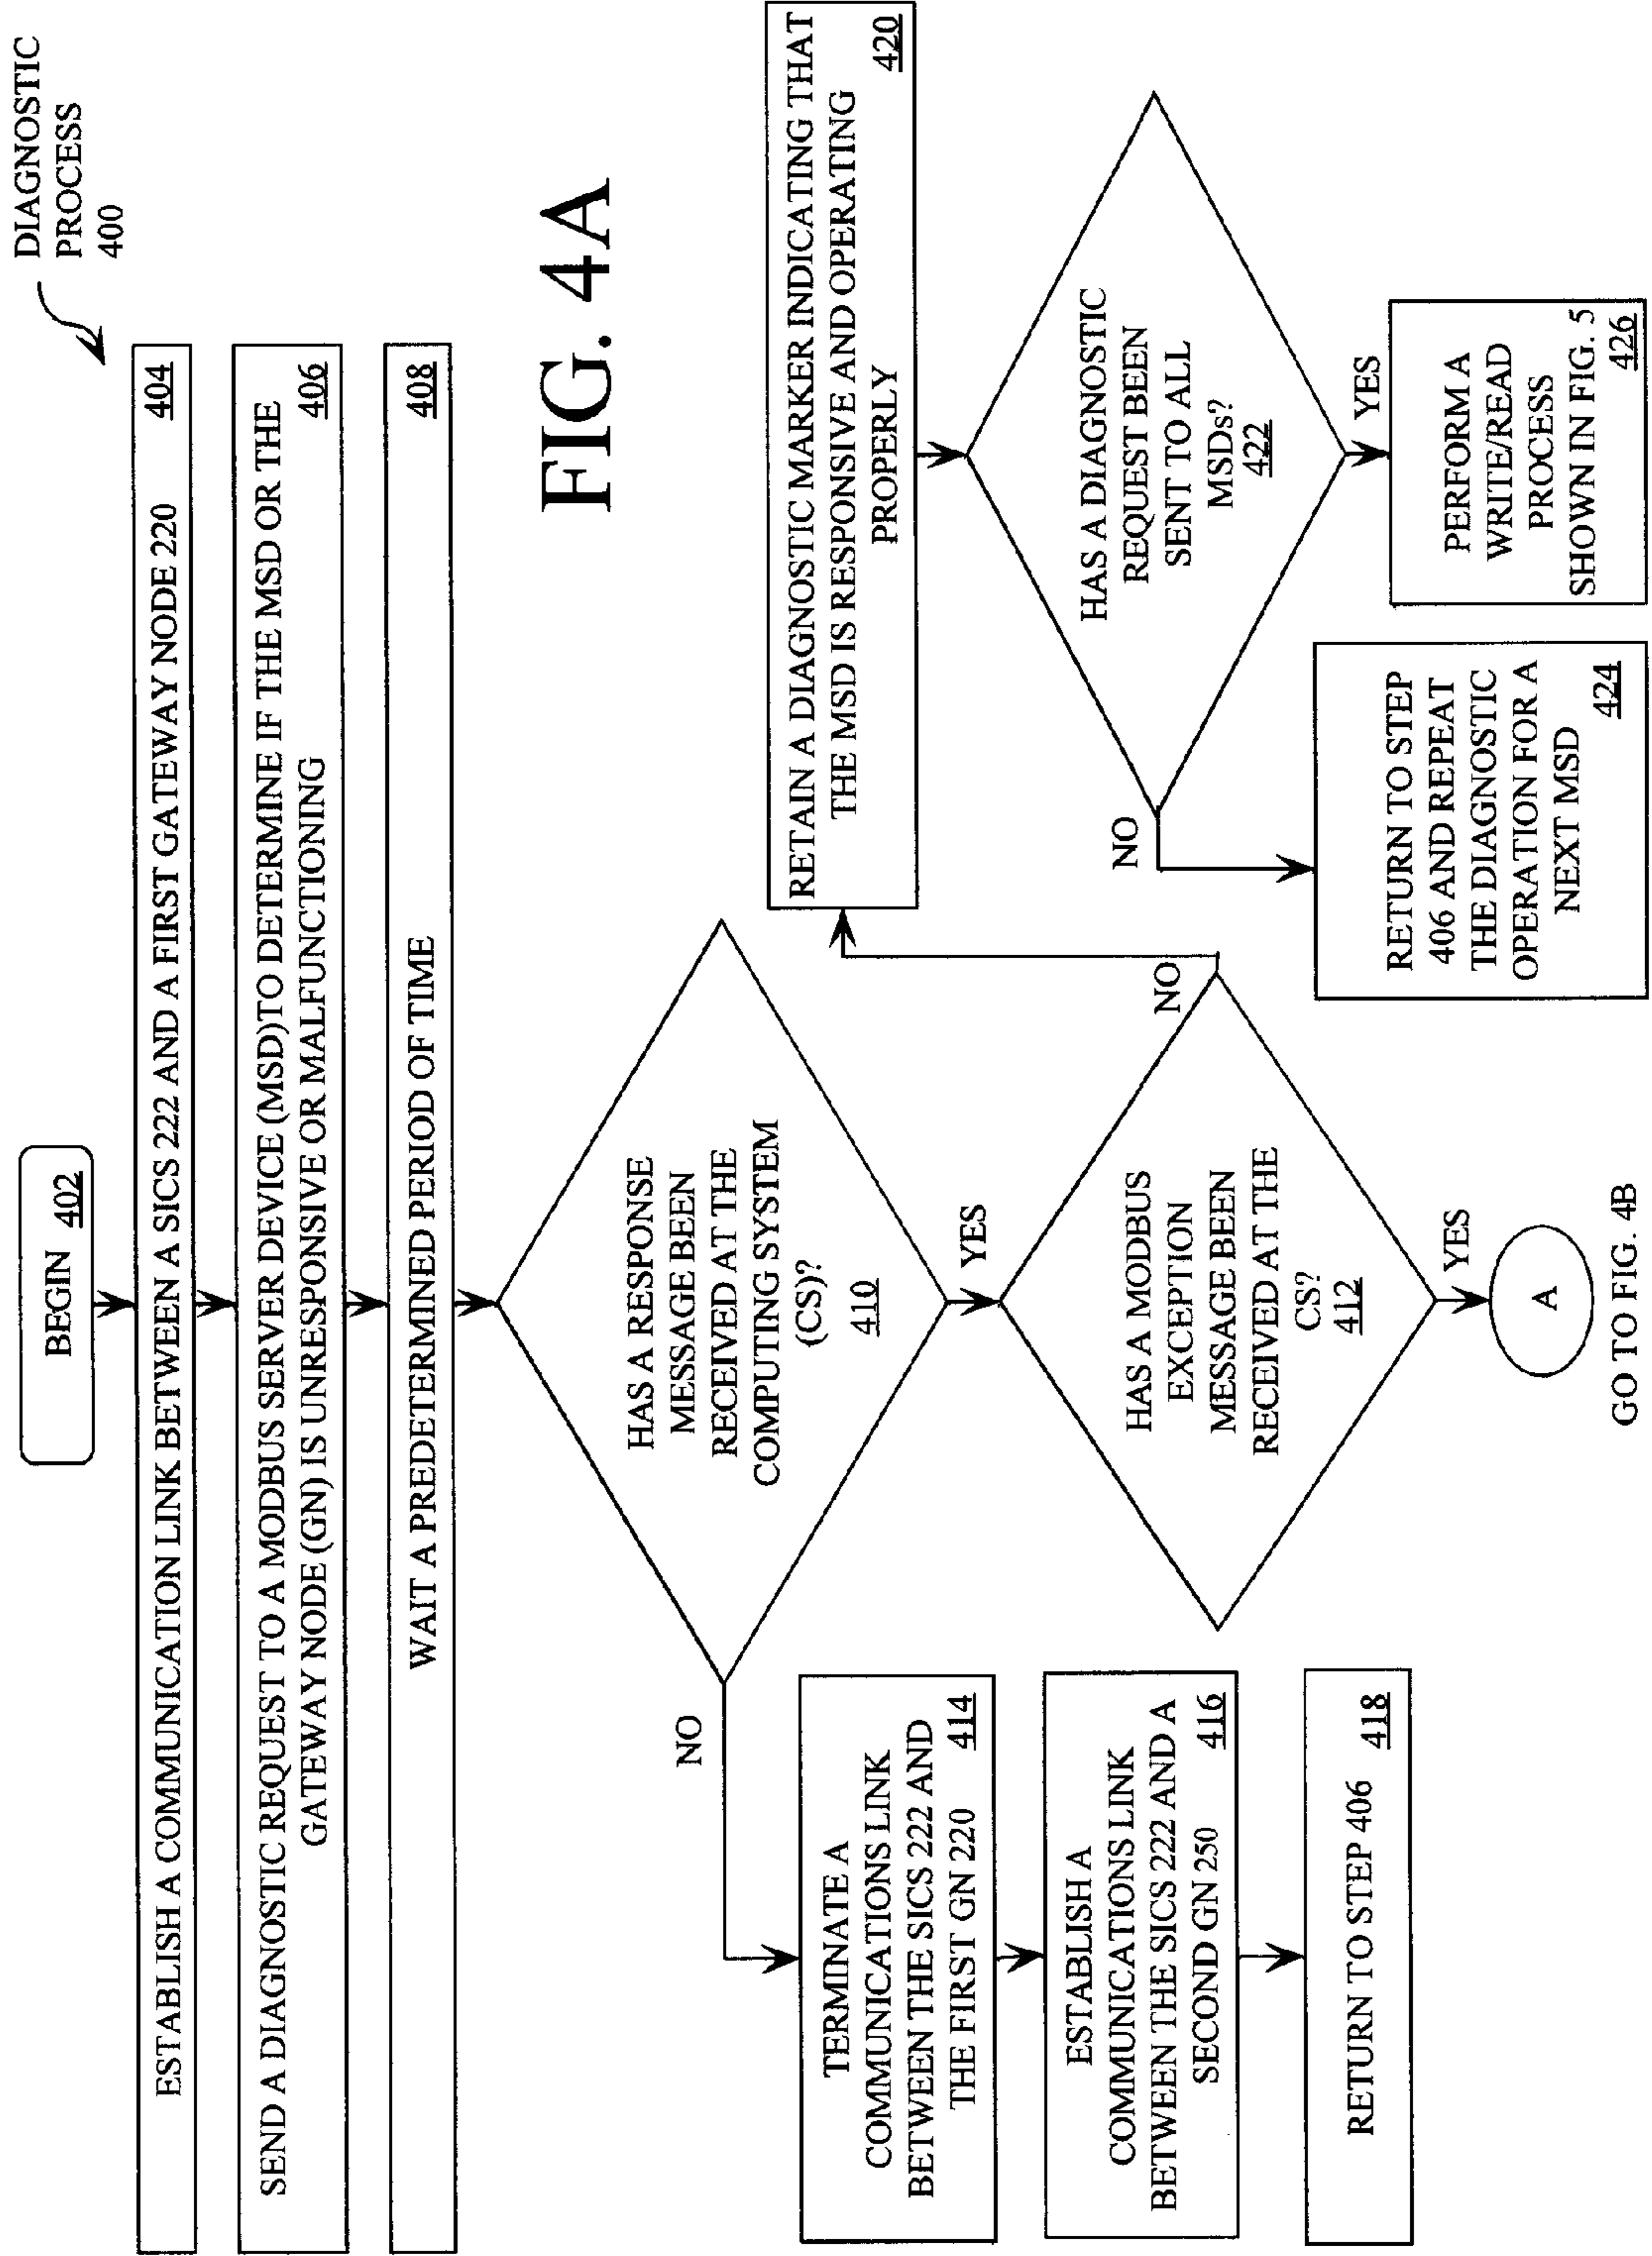 DIAGNOSTIC
PROCESS
400
BEGIN 402
ESTABLISH A COMMUNICATION LINK BETWEEN A SICS 222 AND A FIRST GATEWAY NODE 220 404
SEND A DIAGNOSTIC REQUEST TO A MODBUS SERVER DEVICE (MSD)TO DETERMINE IF THE MSD OR THE 406
GATEWAY NODE (GN) IS UNRESPONSIVE OR MALFUNCTIONING
WAIT A PREDETERMINED PERIOD OF TIME 408
FIG. 4A
HAS A RESPONSE
MESSAGE BEEN
RECEIVED AT THE
COMPUTING SYSTEM
(CS)?
410
NO
YES
TERMINATE A
COMMUNICATIONS LINK
BETWEEN THE SICS 222 AND
THE FIRST GN 220 414
ESTABLISH A
COMMUNICATIONS LINK
BETWEEN THE SICS 222 AND A
SECOND GN 250 416
RETURN TO STEP 406 418
HAS A MODBUS
EXCEPTION
MESSAGE BEEN
RECEIVED AT THE
CS?
412
NO
YES
A
GO TO FIG. 4B
RETAIN A DIAGNOSTIC MARKER INDICATING THAT
THE MSD IS RESPONSIVE AND OPERATING
PROPERLY 420
HAS A DIAGNOSTIC
REQUEST BEEN
SENT TO ALL
MSDs?
422
NO
YES
RETURN TO STEP
406 AND REPEAT
THE DIAGNOSTIC
OPERATION FOR A
NEXT MSD 424
PERFORM A
WRITE/READ
PROCESS
SHOWN IN FIG. 5
426